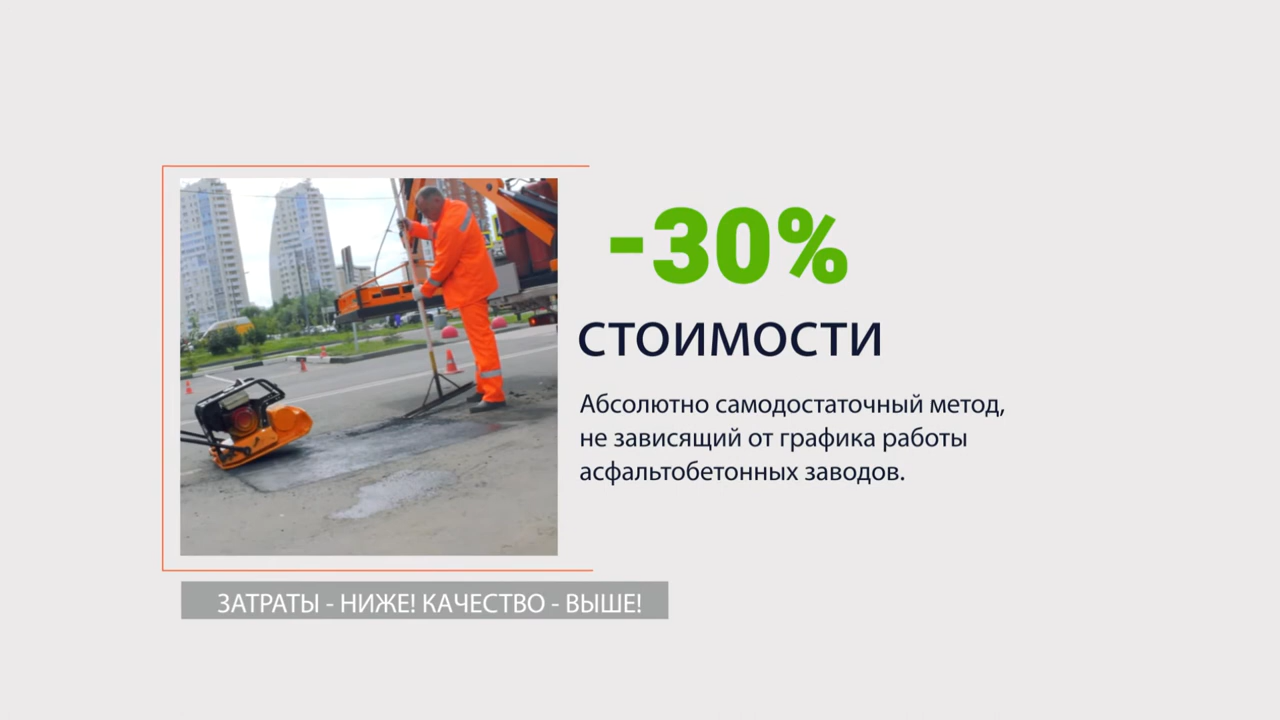 -30%
СТОИМОСТИ
Абсолютно самодостаточный метод,
не зависящий от графика работы
асфальтобетонных заводов.
ЗАТРАТЫ - НИЖЕ! КАЧЕСТВО - ВЫШЕ!